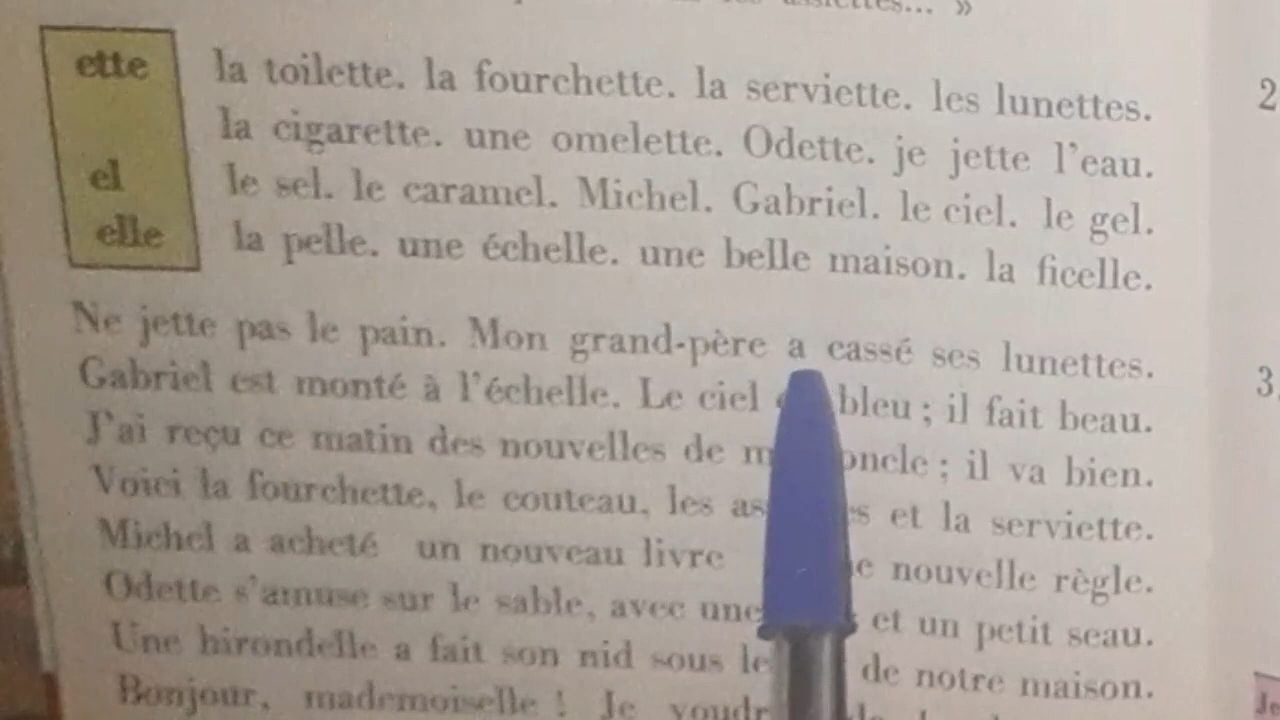 assiettes... »
ette la toilette. la fourchette. la serviette. les lunettes.
la cigarette. une omelette. Odette. je jette l'eau.
el le sel. le caramel. Michel. Gabriel. le ciel. le gel.
elle la pelle. une échelle. une belle maison. la ficelle.
Ne jette pas le pain. Mon grand-père a cassé ses lunettes.
Gabriel est monté à l'échelle. Le ciel bleu ; il fait beau.
J'ai reçu ce matin des nouvelles de oncle ; il va bien.
Voici la fourchette, le couteau, les et la serviette.
Michel a acheté un nouveau livre nouvelle règle.
Odette s'amuse sur le sable, avec une et un petit seau.
Une hirondelle a fait son nid sous le de notre maison.
Bonjour, mademoiselle ! Je
2
3.
Je